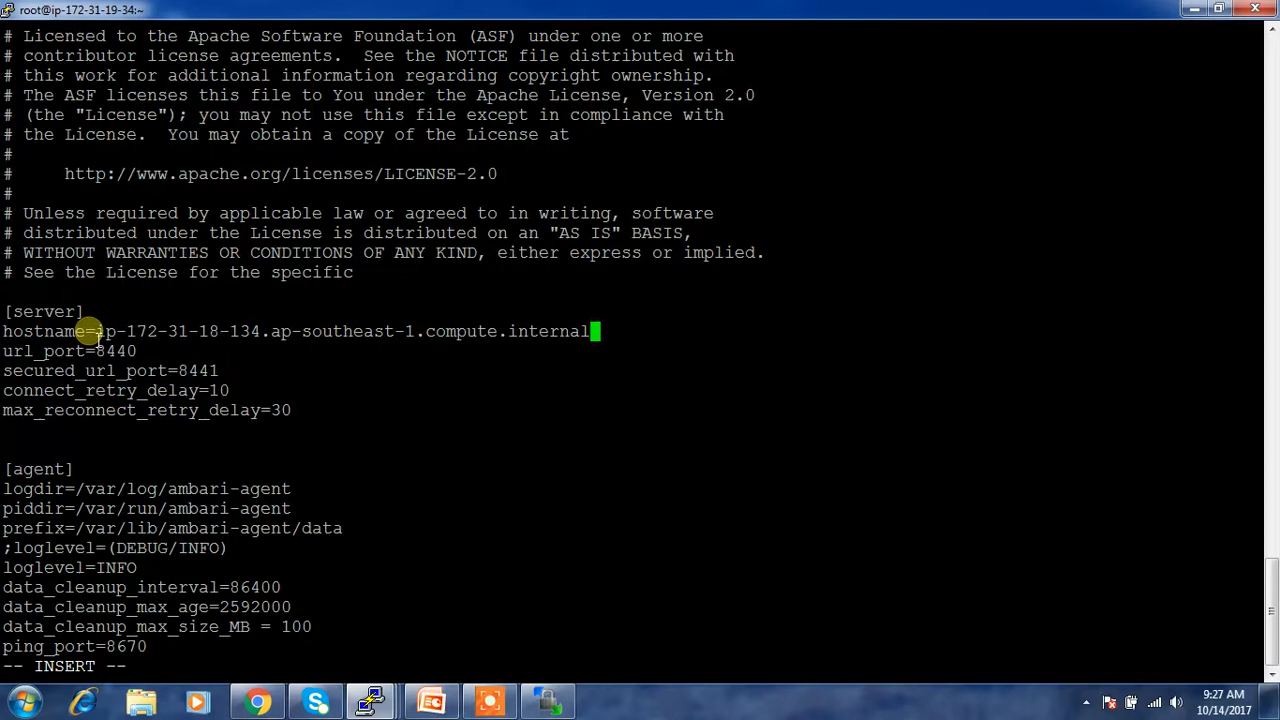 root@ip-172-31-19-34:~
# Licensed to the Apache Software Foundation (ASF) under one or more
# contributor license agreements.  See the NOTICE file distributed with
# this work for additional information regarding copyright ownership.
# The ASF licenses this file to You under the Apache License, Version 2.0
# (the "License"); you may not use this file except in compliance with
# the License.  You may obtain a copy of the License at
#
#     http://www.apache.org/licenses/LICENSE-2.0
#
# Unless required by applicable law or agreed to in writing, software
# distributed under the License is distributed on an "AS IS" BASIS,
# WITHOUT WARRANTIES OR CONDITIONS OF ANY KIND, either express or implied.
# See the License for the specific
[server]
hostname=ip-172-31-18-134.ap-southeast-1.compute.internal
url_port=8440
secured_url_port=8441
connect_retry_delay=10
max_reconnect_retry_delay=30
[agent]
logdir=/var/log/ambari-agent
piddir=/var/run/ambari-agent
prefix=/var/lib/ambari-agent/data
;loglevel=(DEBUG/INFO)
loglevel=INFO
data_cleanup_interval=86400
data_cleanup_max_age=2592000
data_cleanup_max_size_MB = 100
ping_port=8670
-- INSERT --
9:27 AM
10/14/2017